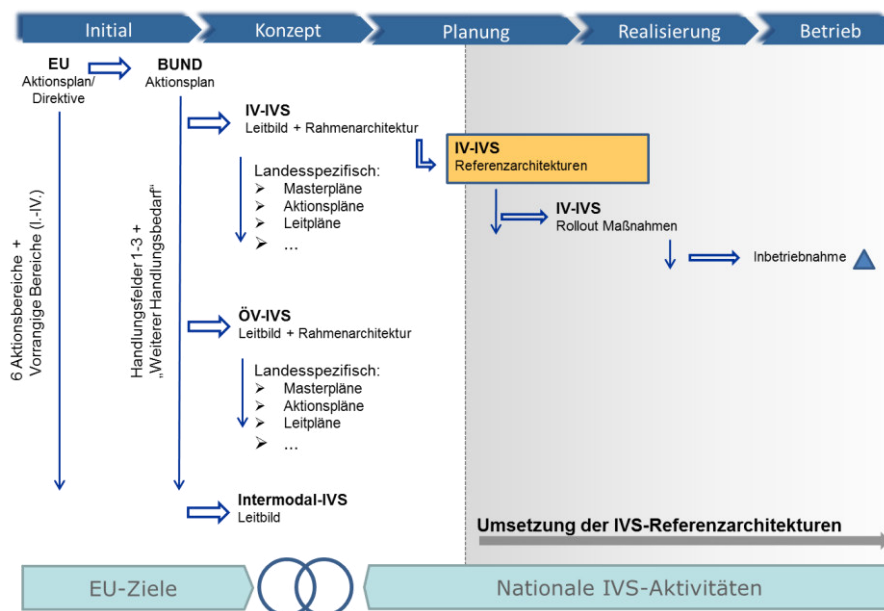 Initial
Konzept
Planung
Realisierung
Betrieb
EU
Aktionsplan/
Direktive
BUND
Aktionsplan
6 Aktionsbereiche +
Vorrangige Bereiche (I.-IV.)
Handlungsfelder 1-3 +
„Weiterer Handlungsbedarf“
IV-IVS
Leitbild + Rahmenarchitektur
Landesspezifisch:
➢ Masterpläne
➢ Aktionspläne
➢ Leitpläne
➢ …
IV-IVS
Referenzarchitekturen
IV-IVS
Rollout Maßnahmen
Inbetriebnahme
ÖV-IVS
Leitbild + Rahmenarchitektur
Landesspezifisch:
➢ Masterpläne
➢ Aktionspläne
➢ Leitpläne
➢ …
Intermodal-IVS
Leitbild
Umsetzung der IVS-Referenzarchitekturen
EU-Ziele
Nationale IVS-Aktivitäten